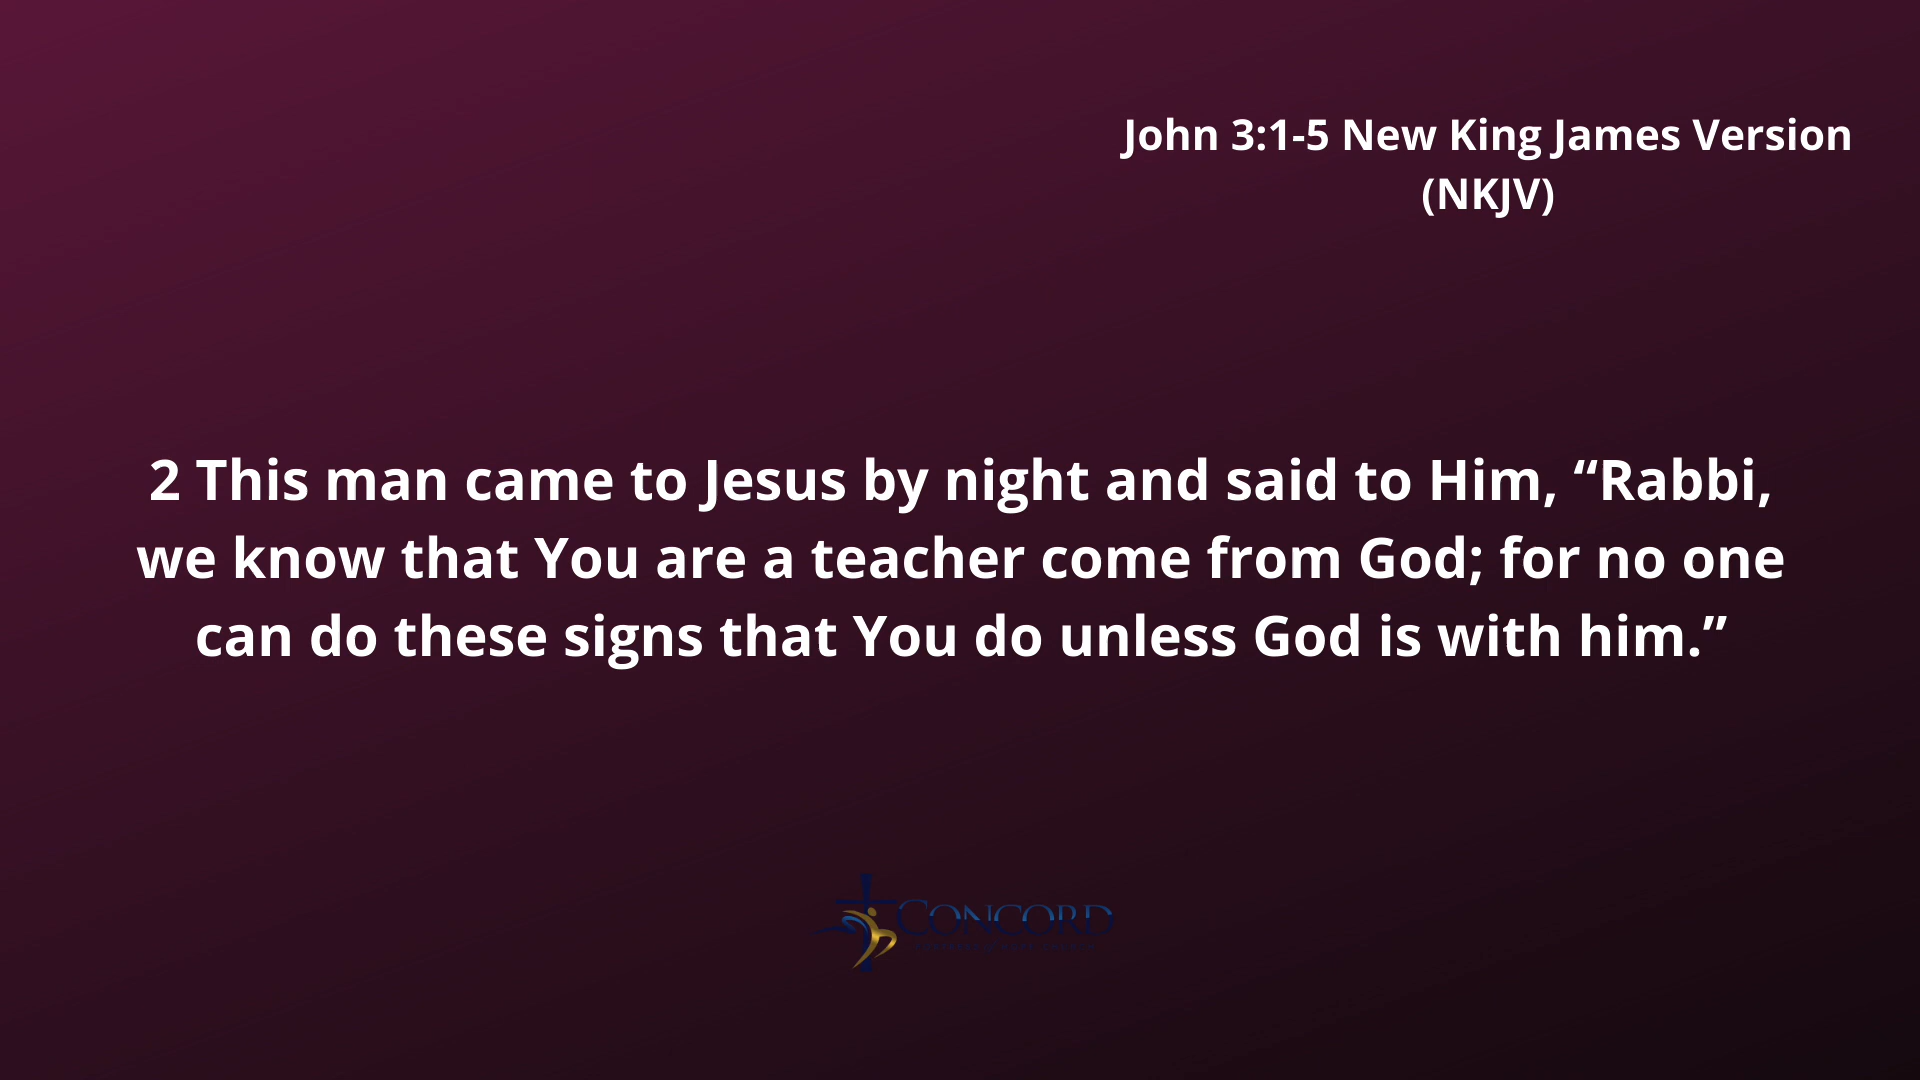 John 3:1-5 New King James Version
(NKJV)
2 This man came to Jesus by night and said to Him, “Rabbi,
we know that You are a teacher come from God; for no one
can do these signs that You do unless God is with him.”
CONCORD